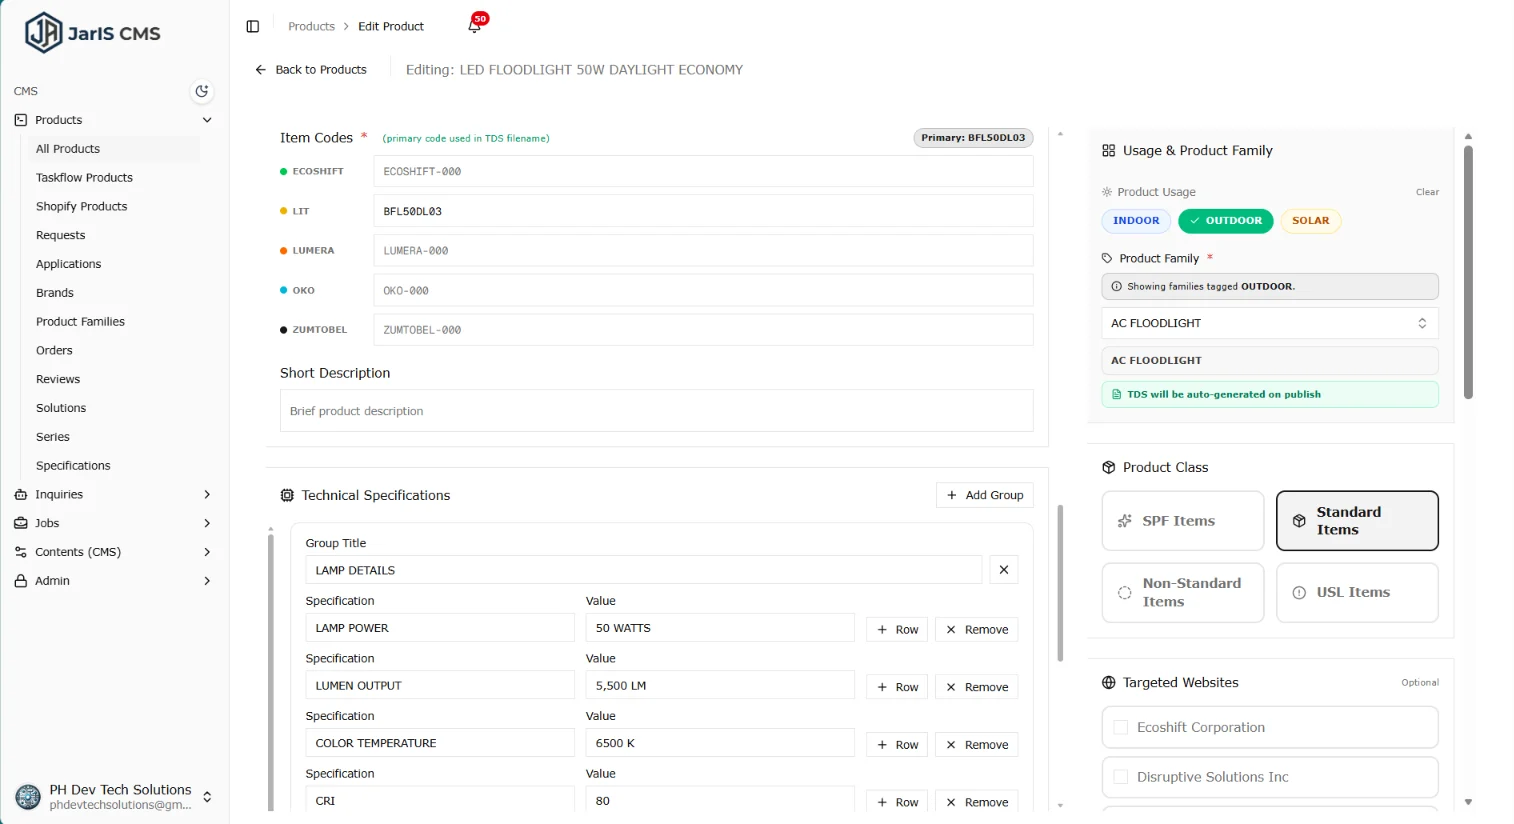 JarIS CMS
CMS
Products
All Products
Taskflow Products
Shopify Products
Requests
Applications
Brands
Product Families
Orders
Reviews
Solutions
Series
Specifications
Inquiries
Jobs
Contents (CMS)
Admin
PH Dev Tech Solutions
phdevtechsolutions@gm...
Products > Edit Product
50
Back to Products
Editing: LED FLOODLIGHT 50W DAYLIGHT ECONOMY
Item Codes * (primary code used in TDS filename)
Primary: BFL50DL03
ECOSHIFT ECOSHIFT-000
LIT BFL50DL03
LUMERA LUMERA-000
OKO OKO-000
ZUMTOBEL ZUMTOBEL-000
Short Description
Brief product description
Technical Specifications
+ Add Group
Group Title
LAMP DETAILS
Specification Value
LAMP POWER 50 WATTS + Row × Remove
Specification Value
LUMEN OUTPUT 5,500 LM + Row × Remove
Specification Value
COLOR TEMPERATURE 6500 K + Row × Remove
Specification Value
CRI 80 + Row × Remove
Usage & Product Family
Product Usage Clear
INDOOR OUTDOOR SOLAR
Product Family *
Showing families tagged OUTDOOR.
AC FLOODLIGHT
AC FLOODLIGHT
TDS will be auto-generated on publish
Product Class
SPF Items
Standard
Items
Non-Standard
Items
USL Items
Targeted Websites Optional
Ecoshift Corporation
Disruptive Solutions Inc